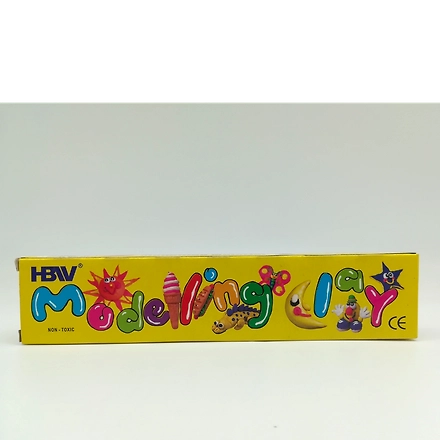 HBW®
Modelling Clay
NON - TOXIC
CE